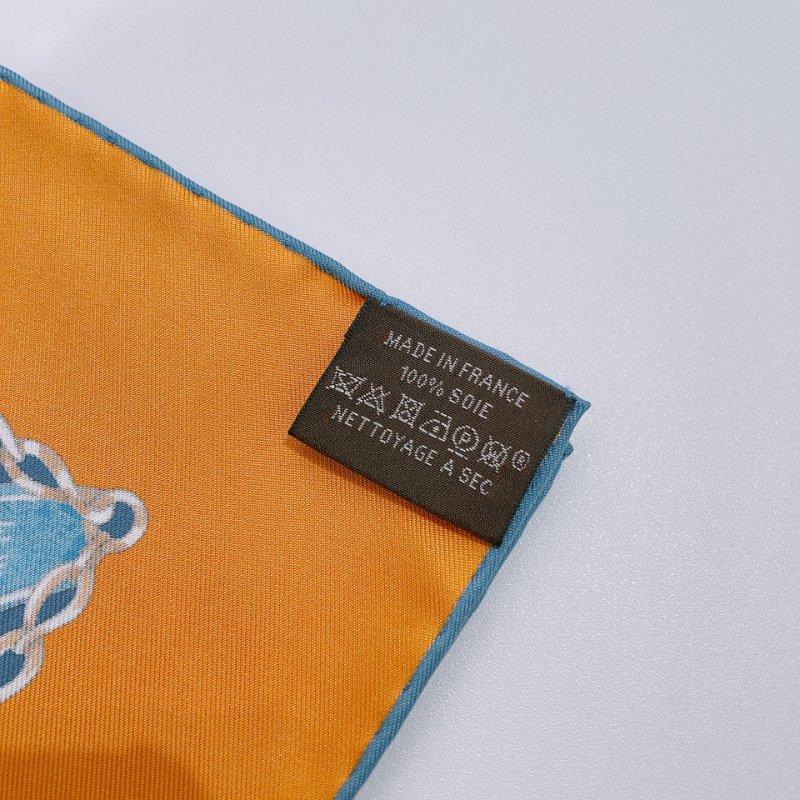 MADE IN FRANCE
100% SOIE
P W ®
NETTOYAGE À SEC